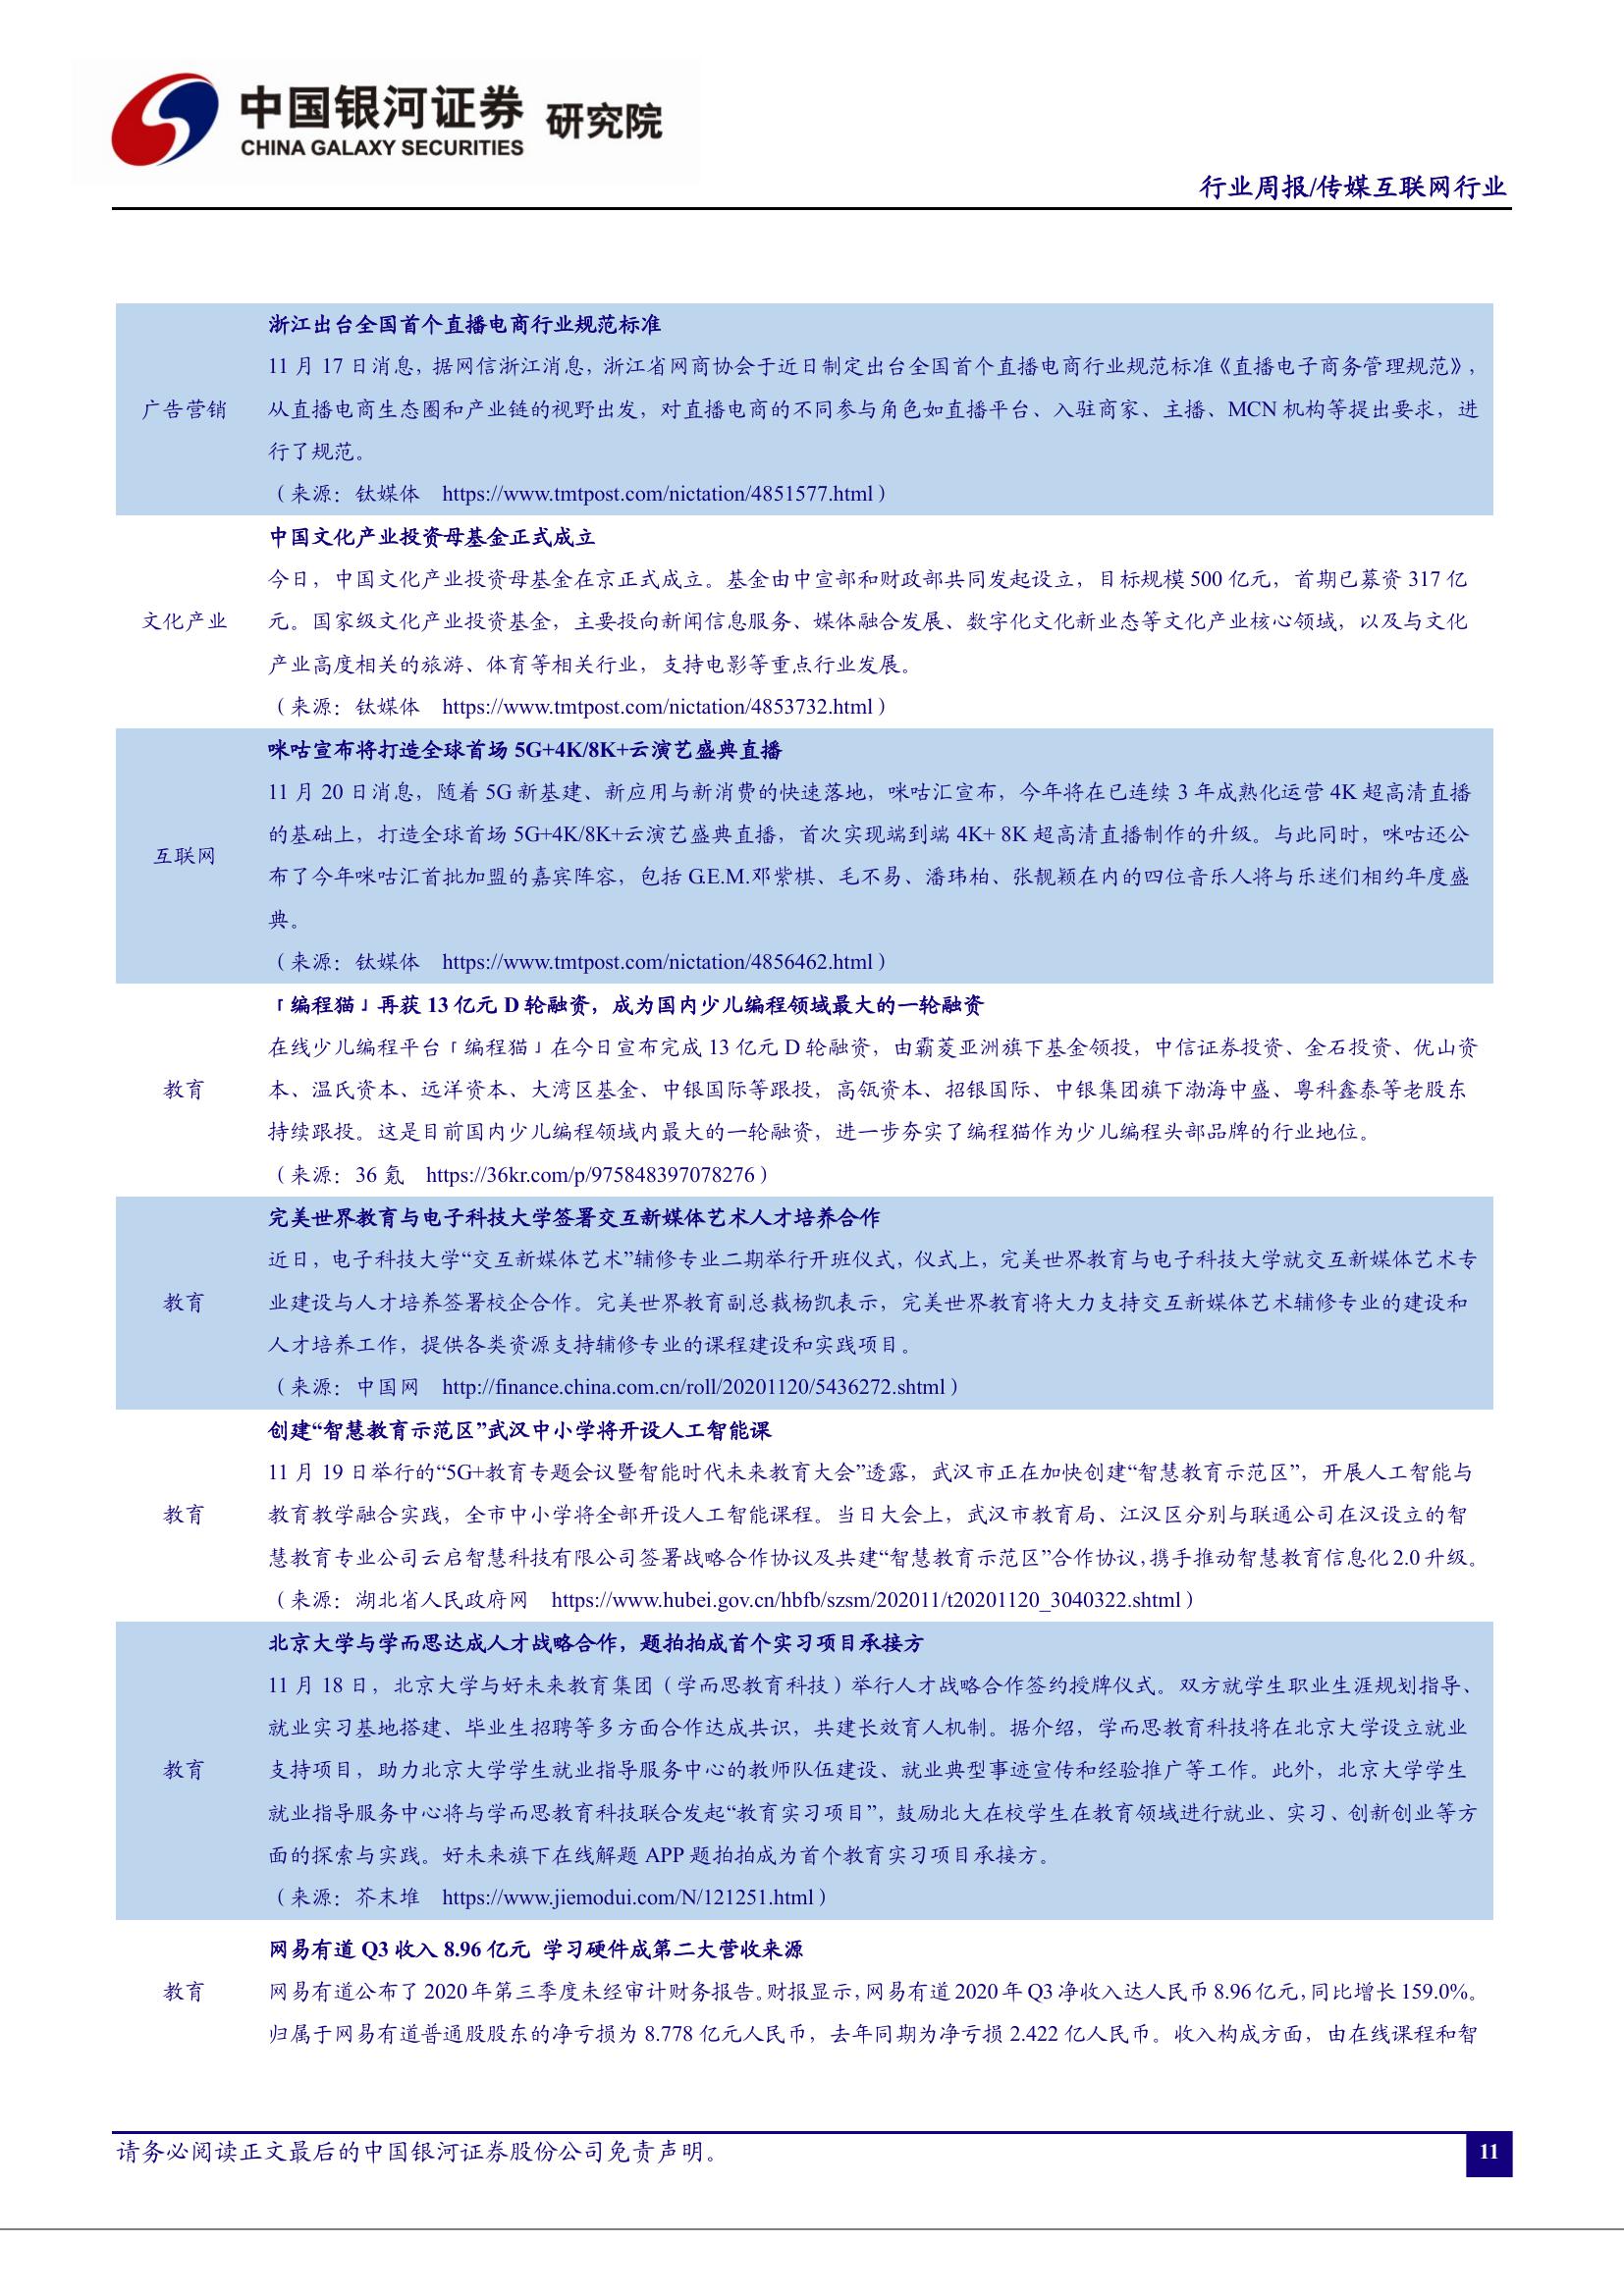 中国银河证券 研究院
CHINA GALAXY SECURITIES
行业周报/传媒互联网行业
浙江出台全国首个直播电商行业规范标准
11 月 17 日消息，据网信浙江消息，浙江省网商协会于近日制定出台全国首个直播电商行业规范标准《直播电子商务管理规范》，
广告营销 从直播电商生态圈和产业链的视野出发，对直播电商的不同参与角色如直播平台、入驻商家、主播、MCN 机构等提出要求，进
行了规范。
（来源：钛媒体 https://www.tmtpost.com/nictation/4851577.html）
中国文化产业投资母基金正式成立
今日，中国文化产业投资母基金在京正式成立。基金由中宣部和财政部共同发起设立，目标规模 500 亿元，首期已募资 317 亿
文化产业 元。国家级文化产业投资基金，主要投向新闻信息服务、媒体融合发展、数字化文化新业态等文化产业核心领域，以及与文化
产业高度相关的旅游、体育等相关行业，支持电影等重点行业发展。
（来源：钛媒体 https://www.tmtpost.com/nictation/4853732.html）
咪咕宣布将打造全球首场 5G+4K/8K+云演艺盛典直播
11 月 20 日消息，随着 5G 新基建、新应用与新消费的快速落地，咪咕汇宣布，今年将在已连续 3 年成熟化运营 4K 超高清直播
的基础上，打造全球首场 5G+4K/8K+云演艺盛典直播，首次实现端到端 4K+ 8K 超高清直播制作的升级。与此同时，咪咕还公
互联网
布了今年咪咕汇首批加盟的嘉宾阵容，包括 G.E.M.邓紫棋、毛不易、潘玮柏、张靓颖在内的四位音乐人将与乐迷们相约年度盛
典。
（来源：钛媒体 https://www.tmtpost.com/nictation/4856462.html）
「编程猫」再获 13 亿元 D 轮融资，成为国内少儿编程领域最大的一轮融资
在线少儿编程平台「编程猫」在今日宣布完成 13 亿元 D 轮融资，由霸菱亚洲旗下基金领投，中信证券投资、金石投资、优山资
教育 本、温氏资本、远洋资本、大湾区基金、中银国际等跟投，高瓴资本、招银国际、中银集团旗下渤海中盛、粤科鑫泰等老股东
持续跟投。这是目前国内少儿编程领域内最大的一轮融资，进一步夯实了编程猫作为少儿编程头部品牌的行业地位。
（来源：36 氪 https://36kr.com/p/975848397078276）
完美世界教育与电子科技大学签署交互新媒体艺术人才培养合作
近日，电子科技大学“交互新媒体艺术”辅修专业二期举行开班仪式，仪式上，完美世界教育与电子科技大学就交互新媒体艺术专
教育 业建设与人才培养签署校企合作。完美世界教育副总裁杨凯表示，完美世界教育将大力支持交互新媒体艺术辅修专业的建设和
人才培养工作，提供各类资源支持辅修专业的课程建设和实践项目。
（来源：中国网 http://finance.china.com.cn/roll/20201120/5436272.shtml）
创建“智慧教育示范区”武汉中小学将开设人工智能课
11 月 19 日举行的“5G+教育专题会议暨智能时代未来教育大会”透露，武汉市正在加快创建“智慧教育示范区”，开展人工智能与
教育 教育教学融合实践，全市中小学将全部开设人工智能课程。当日大会上，武汉市教育局、江汉区分别与联通公司在汉设立的智
慧教育专业公司云启智慧科技有限公司签署战略合作协议及共建“智慧教育示范区”合作协议，携手推动智慧教育信息化 2.0 升级。
（来源：湖北省人民政府网 https://www.hubei.gov.cn/hbfb/szsm/202011/t20201120_3040322.shtml）
北京大学与学而思达成人才战略合作，题拍拍成首个实习项目承接方
11 月 18 日，北京大学与好未来教育集团（学而思教育科技）举行人才战略合作签约授牌仪式。双方就学生职业生涯规划指导、
就业实习基地搭建、毕业生招聘等多方面合作达成共识，共建长效育人机制。据介绍，学而思教育科技将在北京大学设立就业
教育 支持项目，助力北京大学学生就业指导服务中心的教师队伍建设、就业典型事迹宣传和经验推广等工作。此外，北京大学学生
就业指导服务中心将与学而思教育科技联合发起“教育实习项目”，鼓励北大在校学生在教育领域进行就业、实习、创新创业等方
面的探索与实践。好未来旗下在线解题 APP 题拍拍成为首个教育实习项目承接方。
（来源：芥末堆 https://www.jiemodui.com/N/121251.html）
网易有道 Q3 收入 8.96 亿元 学习硬件成第二大营收来源
教育 网易有道公布了 2020 年第三季度未经审计财务报告。财报显示，网易有道 2020 年 Q3 净收入达人民币 8.96 亿元，同比增长 159.0%。
归属于网易有道普通股股东的净亏损为 8.778 亿元人民币，去年同期为净亏损 2.422 亿人民币。收入构成方面，由在线课程和智
请务必阅读正文最后的中国银河证券股份公司免责声明。 11